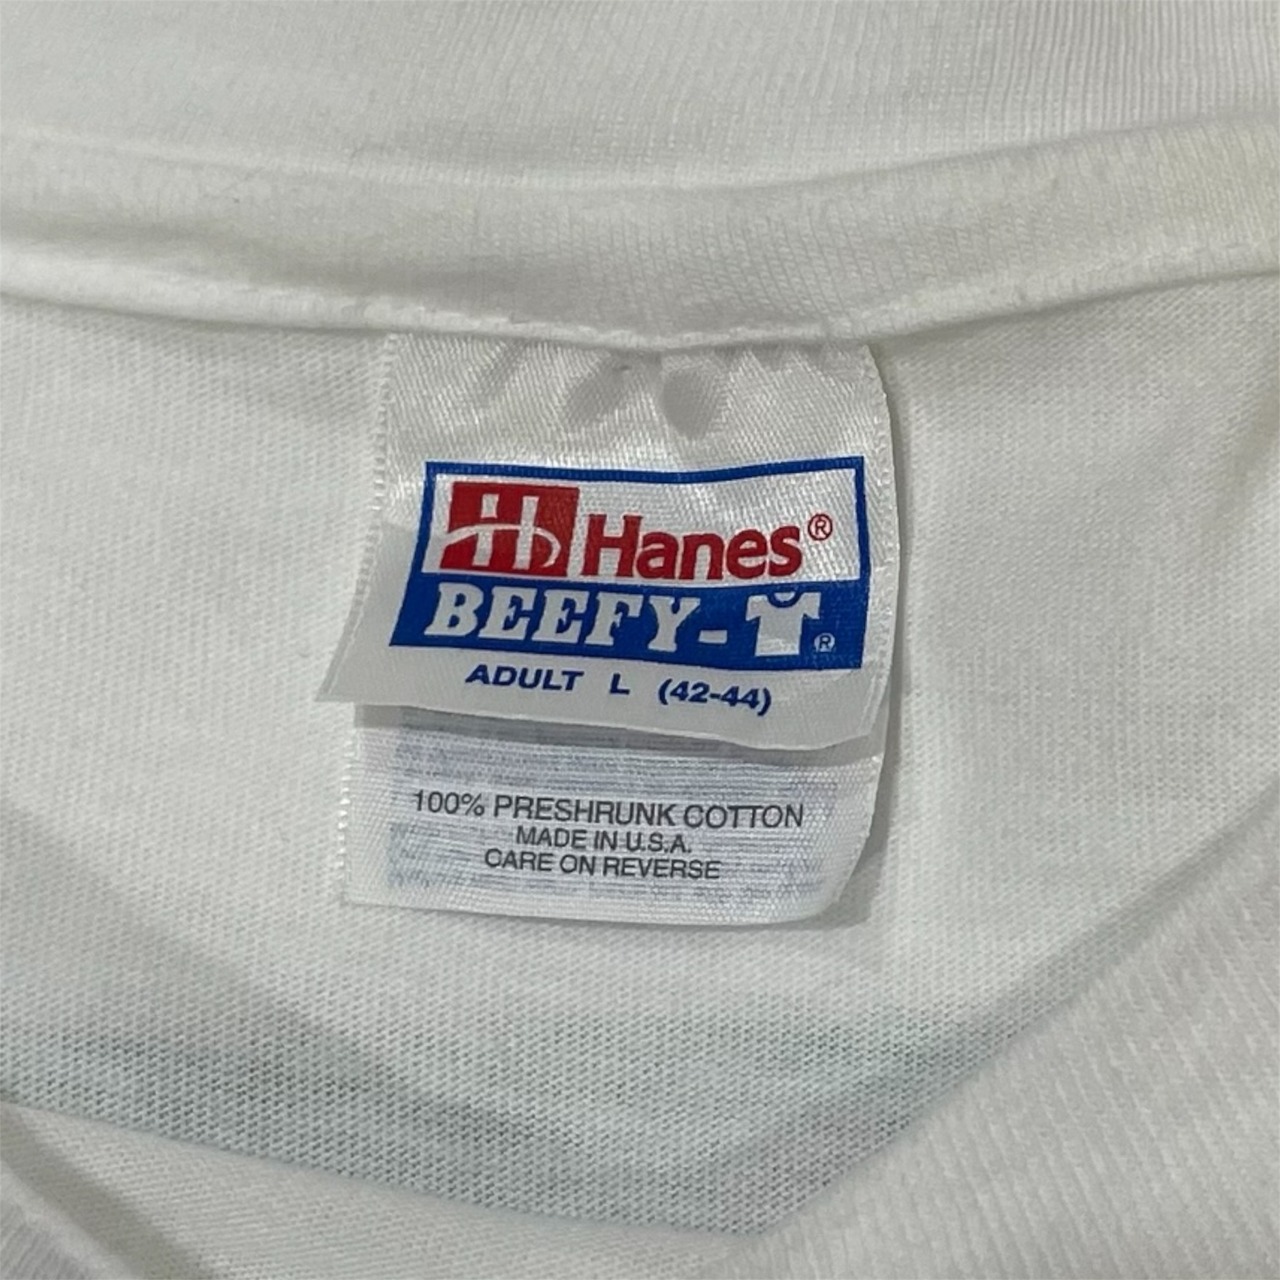 Hanes®
BEEFY-T®
ADULT L (42-44)
100% PRESHRUNK COTTON
MADE IN U.S.A.
CARE ON REVERSE